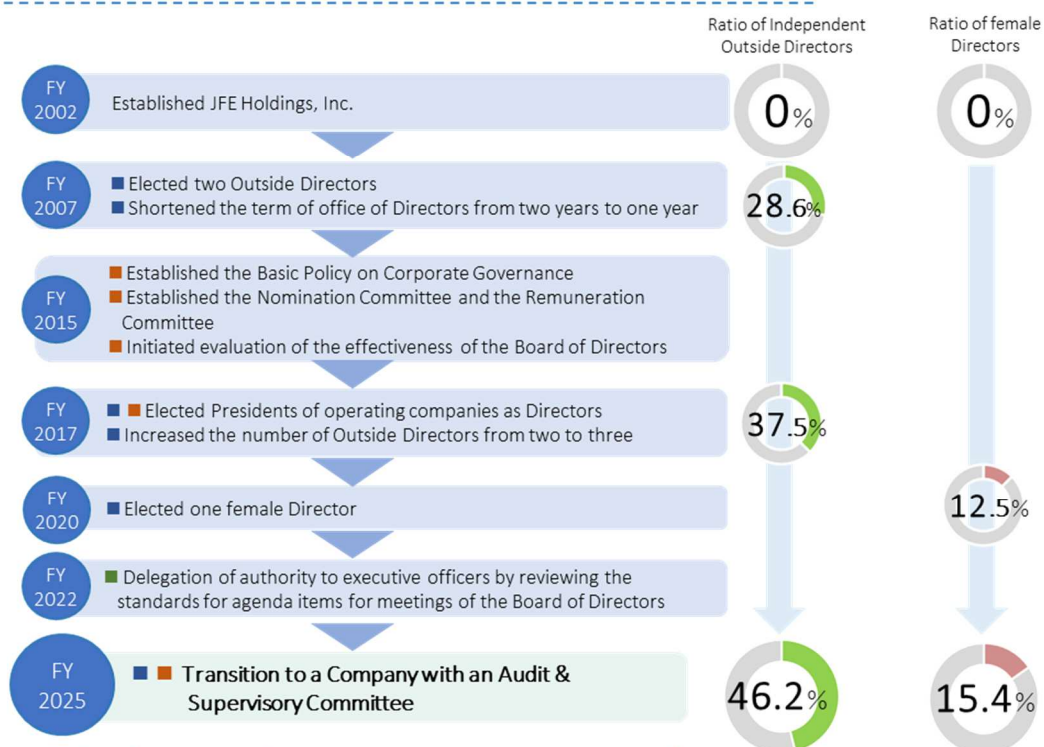 Ratio of Independent
Outside Directors
Ratio of female
Directors
FY
2002
Established JFE Holdings, Inc.
0%
0%
FY
2007
■ Elected two Outside Directors
■ Shortened the term of office of Directors from two years to one year
28.6%
FY
2015
■ Established the Basic Policy on Corporate Governance
■ Established the Nomination Committee and the Remuneration
Committee
■ Initiated evaluation of the effectiveness of the Board of Directors
FY
2017
■ ■ Elected Presidents of operating companies as Directors
■ Increased the number of Outside Directors from two to three
37.5%
FY
2020
■ Elected one female Director
12.5%
FY
2022
■ Delegation of authority to executive officers by reviewing the
standards for agenda items for meetings of the Board of Directors
FY
2025
■ ■ Transition to a Company with an Audit &
Supervisory Committee
46.2%
15.4%